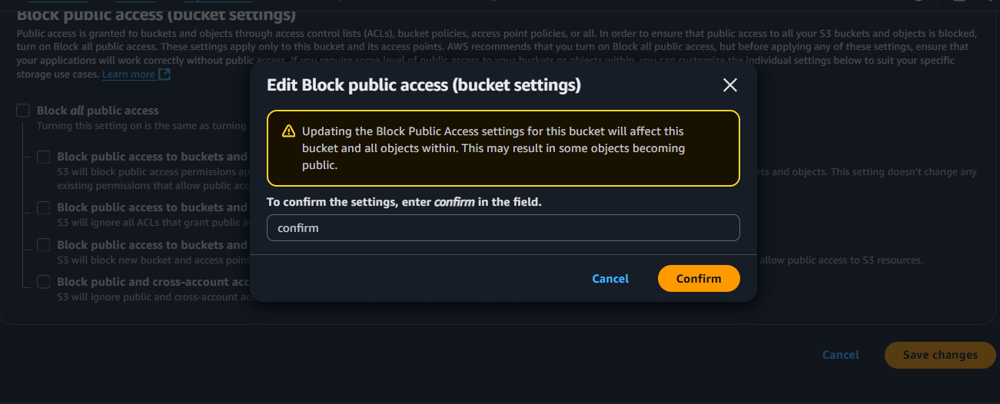 Block public access (bucket settings)
Public access is granted to buckets and objects through access control lists (ACLs), bucket policies, access point policies, or all. In order to ensure that public access to all your S3 buckets and objects is blocked,
turn on Block all public access. These settings apply only to this bucket and its access points. AWS recommends that you turn on Block all public access, but before applying any of these settings, ensure that
your applications will work correctly without public access. If you require some level of public access to your buckets or objects within, you can customize the individual settings below to suit your specific
storage use cases. Learn more
Edit Block public access (bucket settings)
Updating the Block Public Access settings for this bucket will affect this
bucket and all objects within. This may result in some objects becoming
public.
To confirm the settings, enter confirm in the field.
confirm
Cancel
Confirm
Block all public access
Turning this setting on is the same as turning
Block public access to buckets and
S3 will block public access permissions ap
ets and objects. This setting doesn't change any
existing permissions that allow public acc
Block public access to buckets and
S3 will ignore all ACLs that grant public a
Block public access to buckets and
S3 will block new bucket and access point
allow public access to S3 resources.
Block public and cross-account acc
S3 will ignore public and cross-account acc
Cancel
Save changes